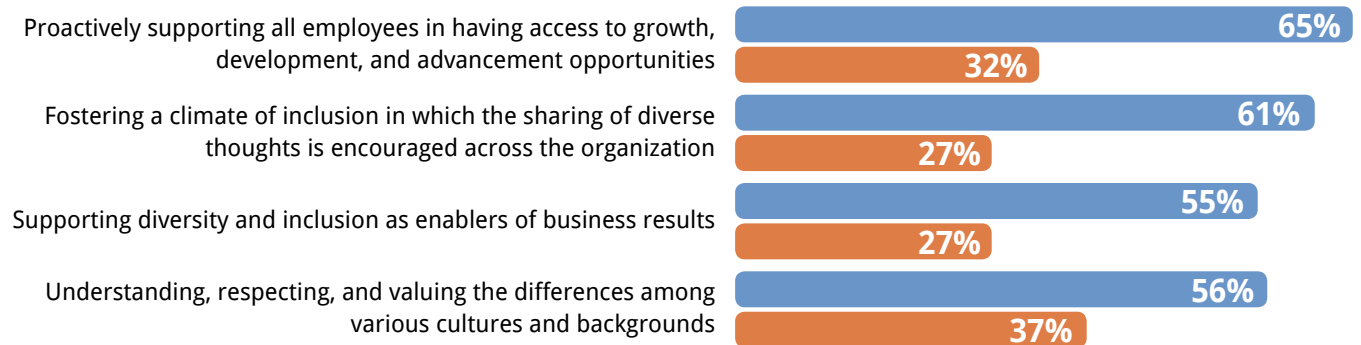 Proactively supporting all employees in having access to growth,
development, and advancement opportunities
65%
32%
Fostering a climate of inclusion in which the sharing of diverse
thoughts is encouraged across the organization
61%
27%
Supporting diversity and inclusion as enablers of business results
55%
27%
Understanding, respecting, and valuing the differences among
various cultures and backgrounds
56%
37%